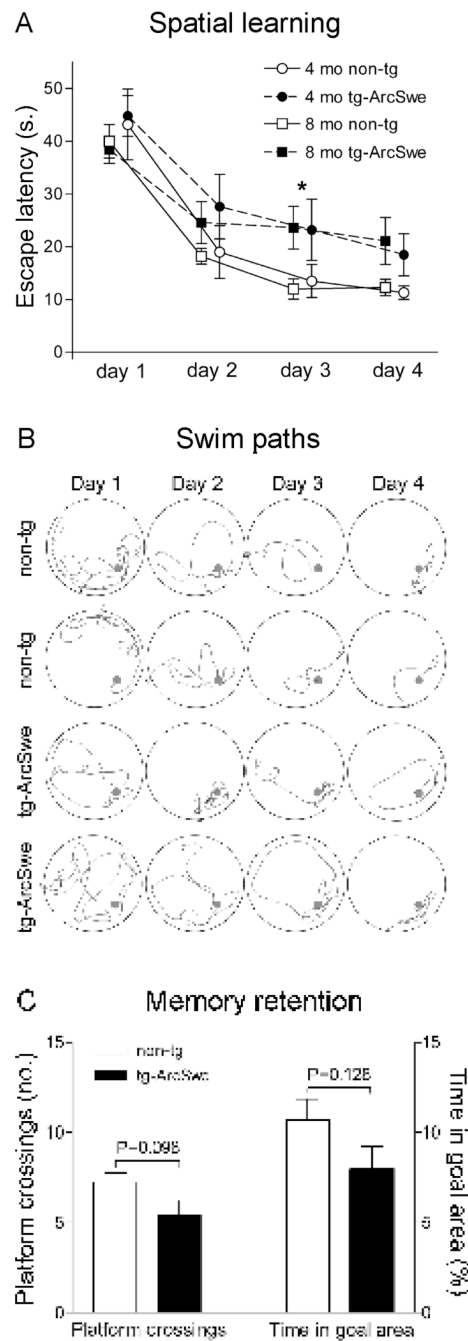 A Spatial learning
Escape latency (s.)
50
40
30
20
10
0
4 mo non-tg
4 mo tg-ArcSwe
8 mo non-tg
8 mo tg-ArcSwe
*
day 1 day 2 day 3 day 4
B Swim paths
Day 1 Day 2 Day 3 Day 4
non-tg
non-tg
tg-ArcSwe
tg-ArcSwe
C Memory retention
Platform crossings (no.)
15
10
5
0
non-tg
tg-ArcSwe
P=0.096
P=0.126
15
10
5
0
Time in
goal area (%)
Platform crossings Time in goal area